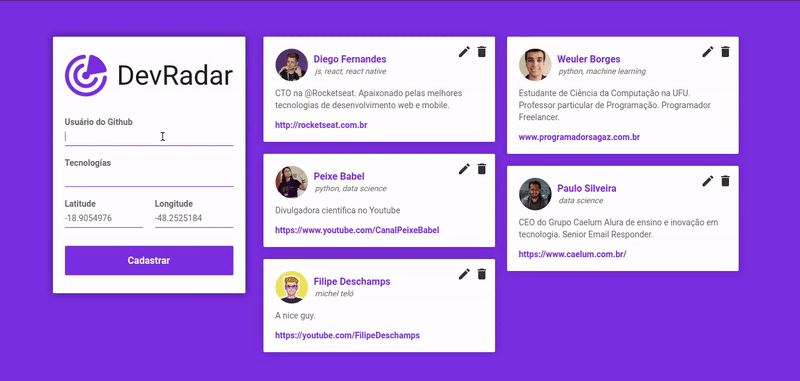 DevRadar
Usuário do Github
Tecnologías
Latitude Longitude
-18.9054976 -48.2525184
Cadastrar
Diego Fernandes
js, react, react native
CTO na @Rocketseat. Apaixonado pelas melhores
tecnologias de desenvolvimento web e mobile.
http://rocketseat.com.br
Peixe Babel
python, data science
Divulgadora científica no Youtube
https://www.youtube.com/CanalPeixeBabel
Filipe Deschamps
michel teló
A nice guy.
https://youtube.com/FilipeDeschamps
Weuler Borges
python, machine learning
Estudante de Ciência da Computação na UFU.
Professor particular de Programação. Programador
Freelancer.
www.programadorsagaz.com.br
Paulo Silveira
data science
CEO do Grupo Caelum Alura de ensino e inovação em
tecnologia. Senior Email Responder.
https://www.caelum.com.br/